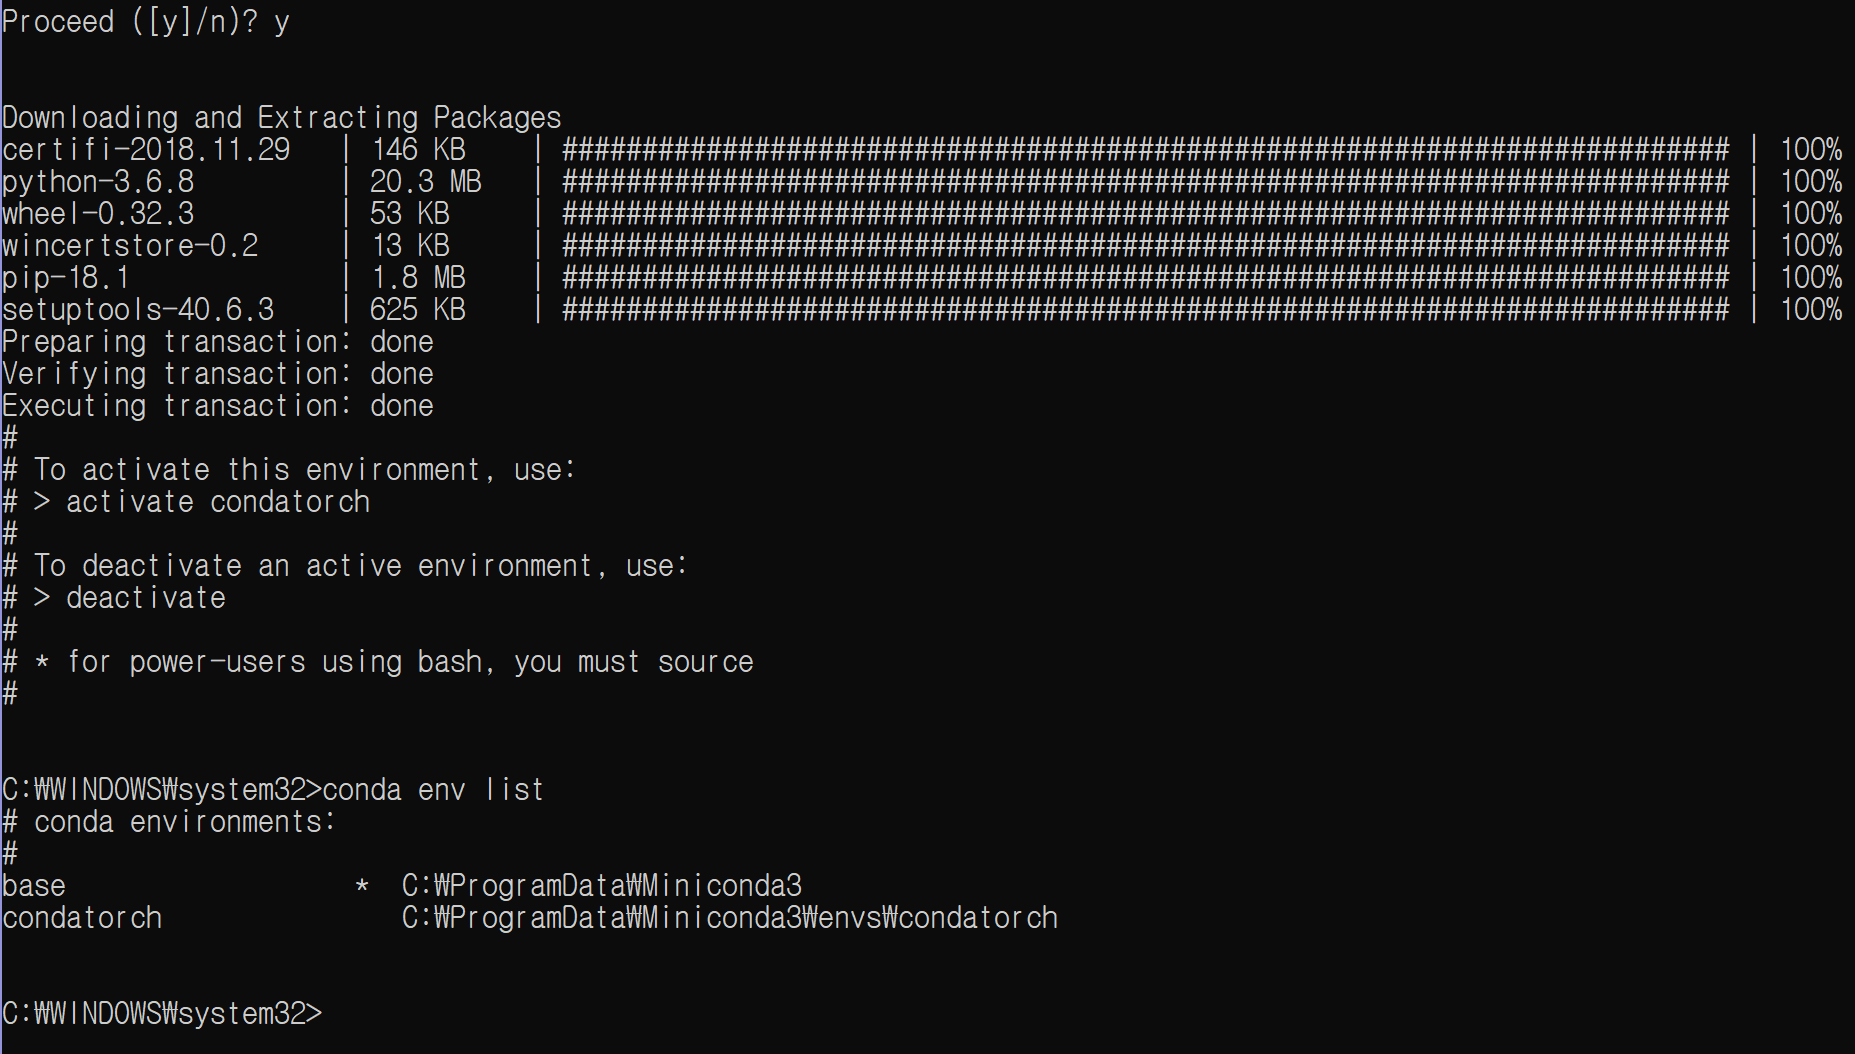 Proceed ([y]/n)? y
Downloading and Extracting Packages
certifi-2018.11.29   | 146 KB    | ######################################################################### | 100%
python-3.6.8         | 20.3 MB   | ######################################################################### | 100%
wheel-0.32.3         | 53 KB     | ######################################################################### | 100%
wincertstore-0.2     | 13 KB     | ######################################################################### | 100%
pip-18.1             | 1.8 MB    | ######################################################################### | 100%
setuptools-40.6.3    | 625 KB    | ######################################################################### | 100%
Preparing transaction: done
Verifying transaction: done
Executing transaction: done
#
# To activate this environment, use:
# > activate condatorch
#
# To deactivate an active environment, use:
# > deactivate
#
# * for power-users using bash, you must source
#
C:₩WINDOWS₩system32>conda env list
# conda environments:
#
base                  *  C:₩ProgramData₩Miniconda3
condatorch               C:₩ProgramData₩Miniconda3₩envs₩condatorch
C:₩WINDOWS₩system32>